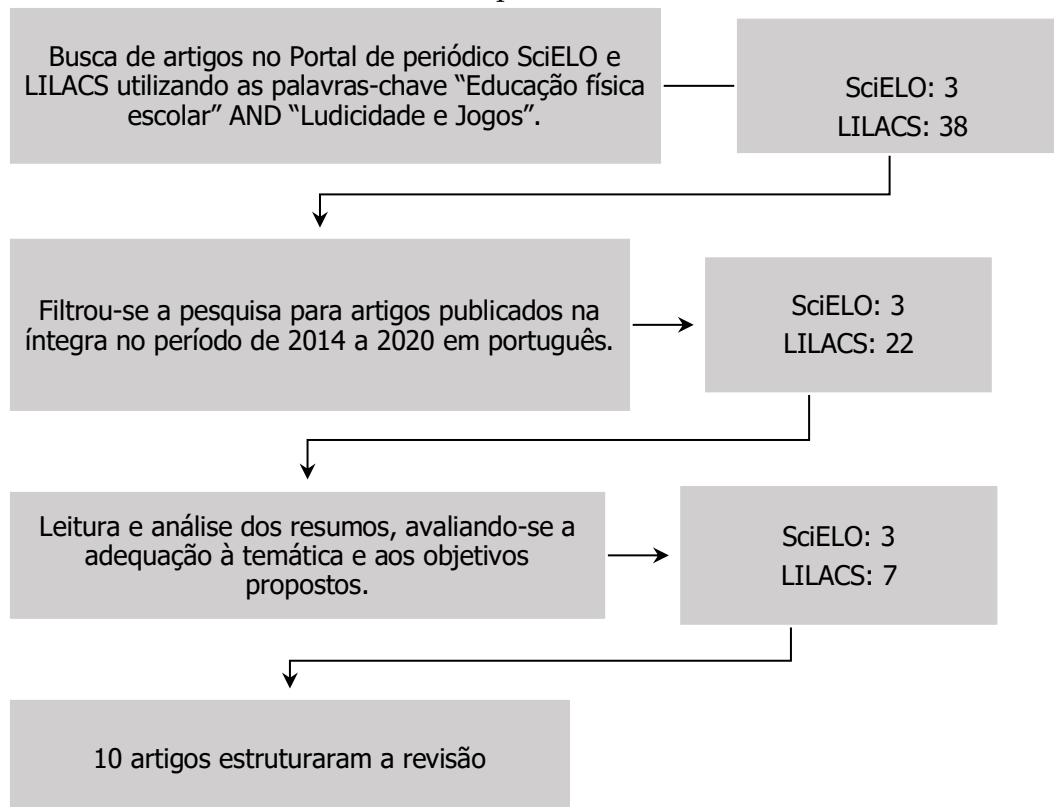 Busca de artigos no Portal de periódico SciELO e
LILACS utilizando as palavras-chave “Educação física
escolar” AND “Ludicidade e Jogos”.
SciELO: 3
LILACS: 38
Filtrou-se a pesquisa para artigos publicados na
íntegra no período de 2014 a 2020 em português.
SciELO: 3
LILACS: 22
Leitura e análise dos resumos, avaliando-se a
adequação à temática e aos objetivos
propostos.
SciELO: 3
LILACS: 7
10 artigos estruturaram a revisão